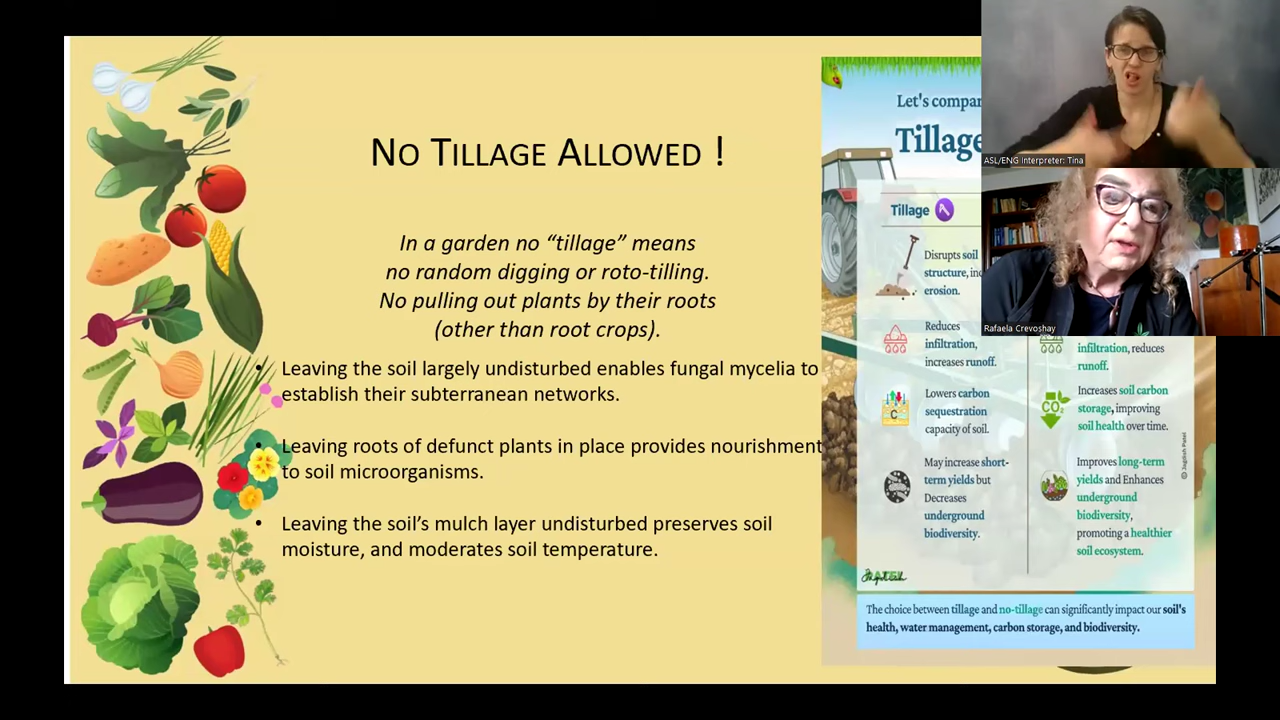 No Tillage Allowed !
In a garden no “tillage” means
no random digging or roto-tilling.
No pulling out plants by their roots
(other than root crops).
• Leaving the soil largely undisturbed enables fungal mycelia to
establish their subterranean networks.
• Leaving roots of defunct plants in place provides nourishment
to soil microorganisms.
• Leaving the soil’s mulch layer undisturbed preserves soil
moisture, and moderates soil temperature.
Let's compar
Tillage
Tillage
Disrupts soil
structure, inc
erosion.
Reduces
infiltration,
increases runoff.
Lowers carbon
sequestration
capacity of soil.
May increase short-
term yields but
Decreases
underground
biodiversity.
infiltration, reduces
runoff.
CO₂
Increases soil carbon
storage, improving
soil health over time.
Improves long-term
yields and Enhances
underground
biodiversity,
promoting a healthier
soil ecosystem.
© Jagdish Patel
The choice between tillage and no-tillage can significantly impact our soil's
health, water management, carbon storage, and biodiversity.
ASL/ENG Interpreter: Tina
Rafaela Crevoshay